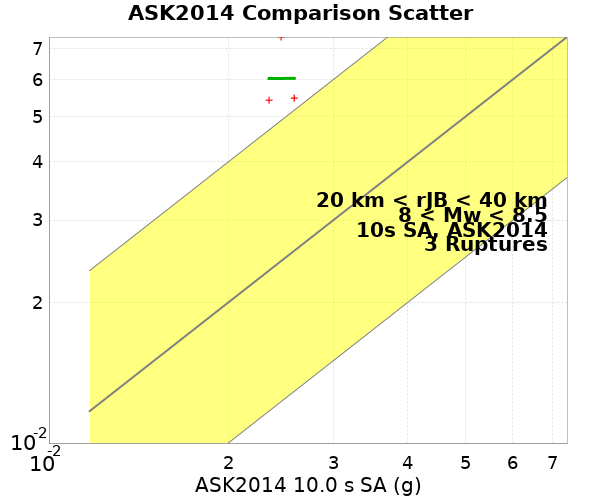 ASK2014 Comparison Scatter
7
6
5
4
3
2
10-2
20 km < rJB < 40 km
8 < Mw < 8.5
10s SA, ASK2014
3 Ruptures
10-2 2 3 4 5 6 7
ASK2014 10.0 s SA (g)